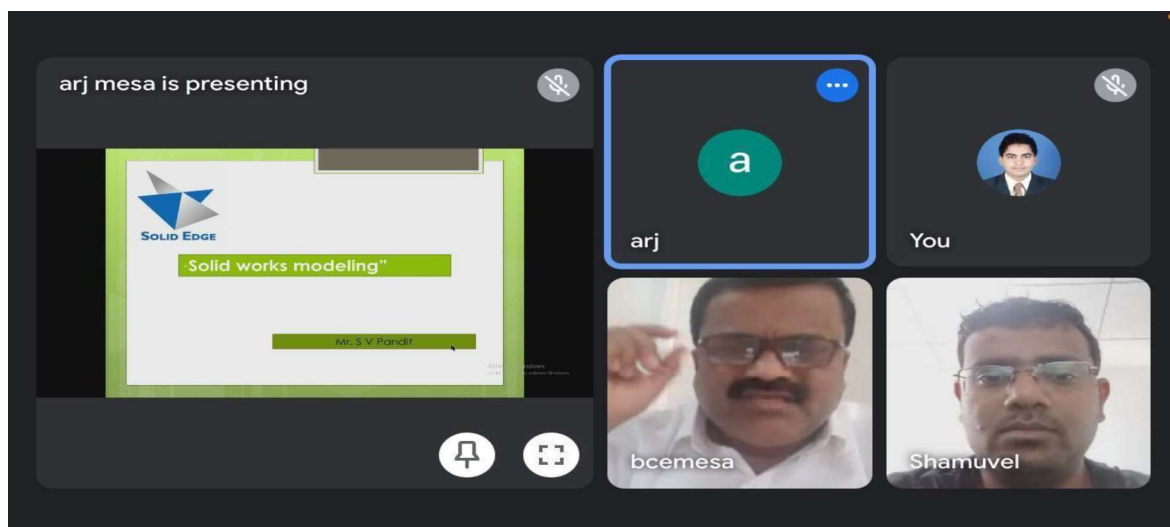 arj mesa is presenting
SOLID EDGE
-Solid works modeling”
Mr. S V Pandit
a
arj
You
bcemesa
Shamuvel